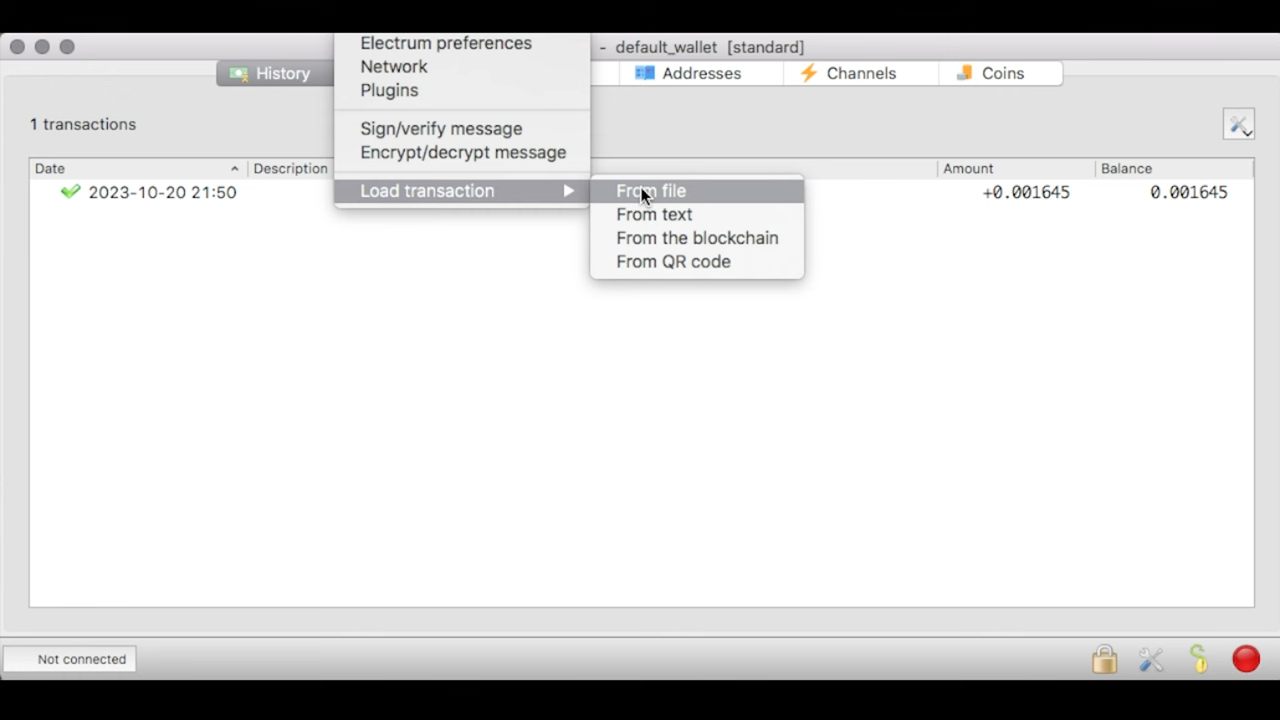 Electrum preferences
- default_wallet [standard]
Network
History
Addresses
Channels
Coins
Plugins
1 transactions
Sign/verify message
Encrypt/decrypt message
Date
Description
Amount
Balance
Load transaction
2023-10-20 21:50
+0.001645
0.001645
From file
From text
From the blockchain
From QR code
Not connected